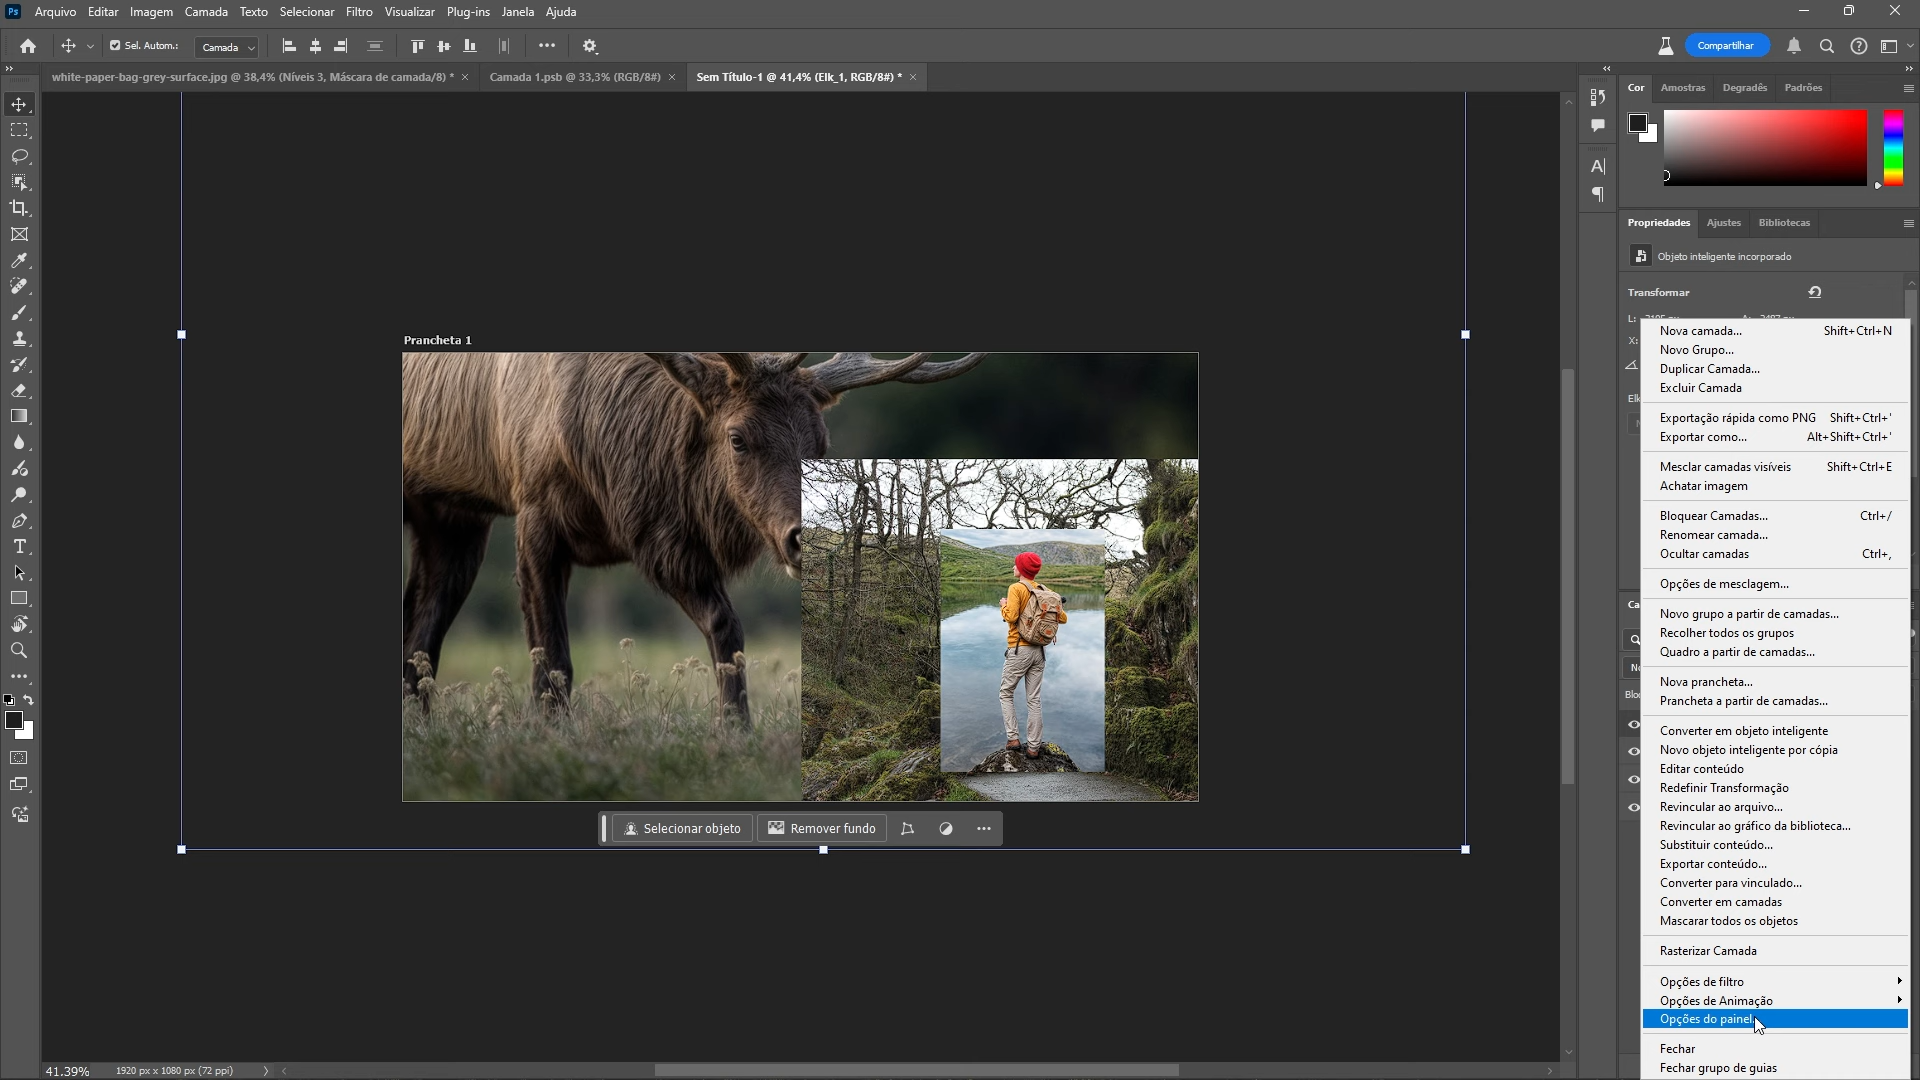 Ps Arquivo Editar Imagem Camada Texto Selecionar Filtro Visualizar Plug-ins Janela Ajuda
Sel. Autom.: Camada Compartilhar
white-paper-bag-grey-surface.jpg @ 38,4% (Níveis 3, Máscara de camada/8) * Camada 1.psb @ 33,3% (RGB/8#) Sem Título-1 @ 41,4% (Elk_1, RGB/8#) *
Cor Amostras Degradês Padrões
Propriedades Ajustes Bibliotecas
Objeto inteligente incorporado
Transformar
Prancheta 1
Nova camada... Shift+Ctrl+N
Novo Grupo...
Duplicar Camada...
Excluir Camada
Exportação rápida como PNG Shift+Ctrl+'
Exportar como... Alt+Shift+Ctrl+'
Mesclar camadas visíveis Shift+Ctrl+E
Achatar imagem
Bloquear Camadas... Ctrl+/
Renomear camada...
Ocultar camadas Ctrl+,
Opções de mesclagem...
Novo grupo a partir de camadas...
Recolher todos os grupos
Quadro a partir de camadas...
Nova prancheta...
Prancheta a partir de camadas...
Converter em objeto inteligente
Novo objeto inteligente por cópia
Editar conteúdo
Redefinir Transformação
Revincular ao arquivo...
Revincular ao gráfico da biblioteca...
Substituir conteúdo...
Exportar conteúdo...
Converter para vinculado...
Converter em camadas
Mascarar todos os objetos
Rasterizar Camada
Opções de filtro
Opções de Animação
Opções do painel
Fechar
Fechar grupo de guias
Selecionar objeto Remover fundo
41.39% 1920 px x 1080 px (72 ppi)